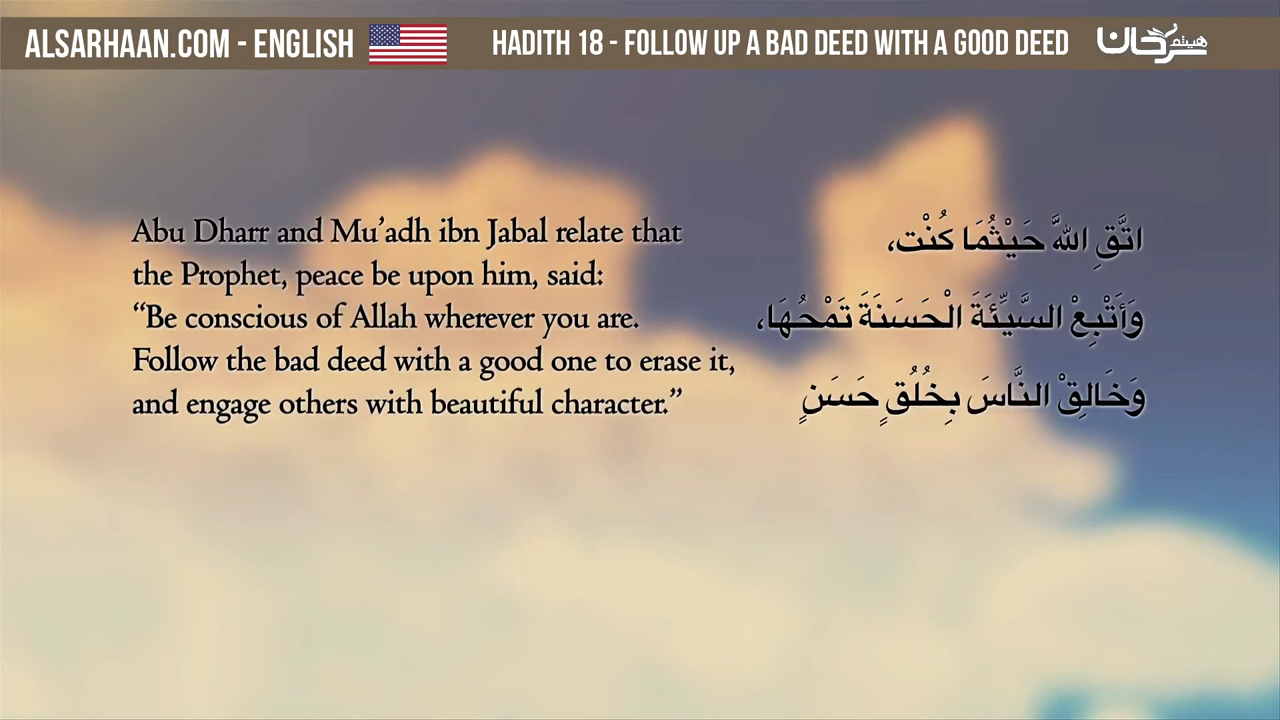 ALSARHAAN.COM - ENGLISH
HADITH 18 - FOLLOW UP A BAD DEED WITH A GOOD DEED
هيثم سرحان
Abu Dharr and Mu’adh ibn Jabal relate that
the Prophet, peace be upon him, said:
“Be conscious of Allah wherever you are.
Follow the bad deed with a good one to erase it,
and engage others with beautiful character.”
اتَّقِ اللهَّ حَيْثُمَا كُنْت،
وَأَتْبِعْ السَّيِّئَةَ الْحَسَنَةَ تَمْحُهَا،
وَخَالِقْ النَّاسَ بِخُلُقٍ حَسَنٍ